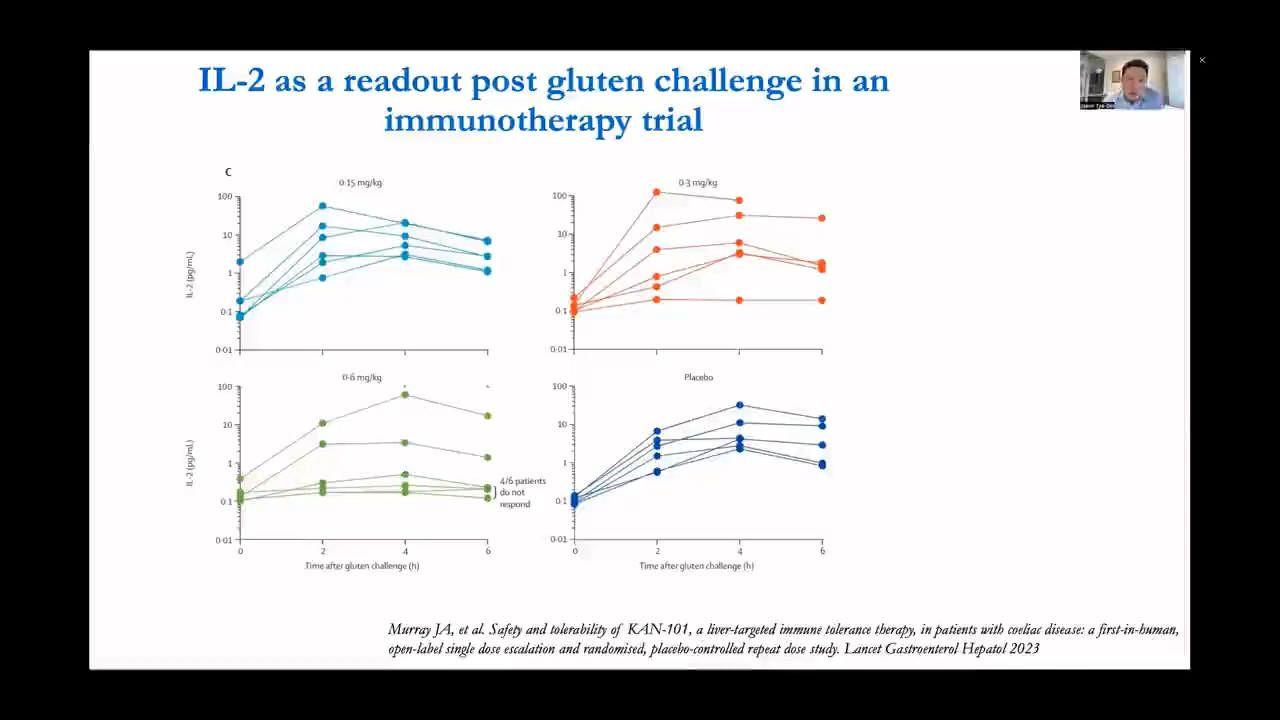 IL-2 as a readout post gluten challenge in an
immunotherapy trial
C
0·15 mg/kg
0·3 mg/kg
IL-2 (pg/mL)
100
10
1
0·1
0·01
100
10
1
0·1
0·01
0·6 mg/kg
Placebo
IL-2 (pg/mL)
100
10
1
0·1
0·01
0
2
4
6
Time after gluten challenge (h)
4/6 patients
do not
respond
100
10
1
0·1
0·01
0
2
4
6
Time after gluten challenge (h)
Murray JA, et al. Safety and tolerability of KAN-101, a liver-targeted immune tolerance therapy, in patients with coeliac disease: a first-in-human,
open-label single dose escalation and randomised, placebo-controlled repeat dose study. Lancet Gastroenterol Hepatol 2023